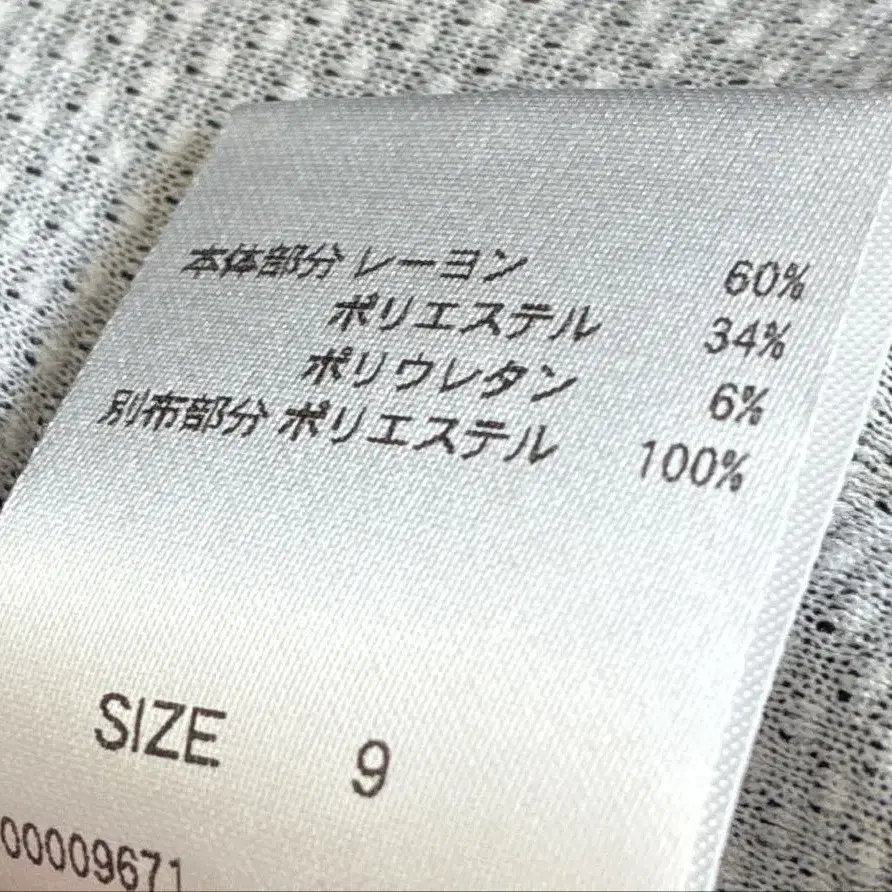 本体部分 レーヨン 60%
ポリエステル 34%
ポリウレタン 6%
別布部分 ポリエステル 100%
SIZE 9
00009671